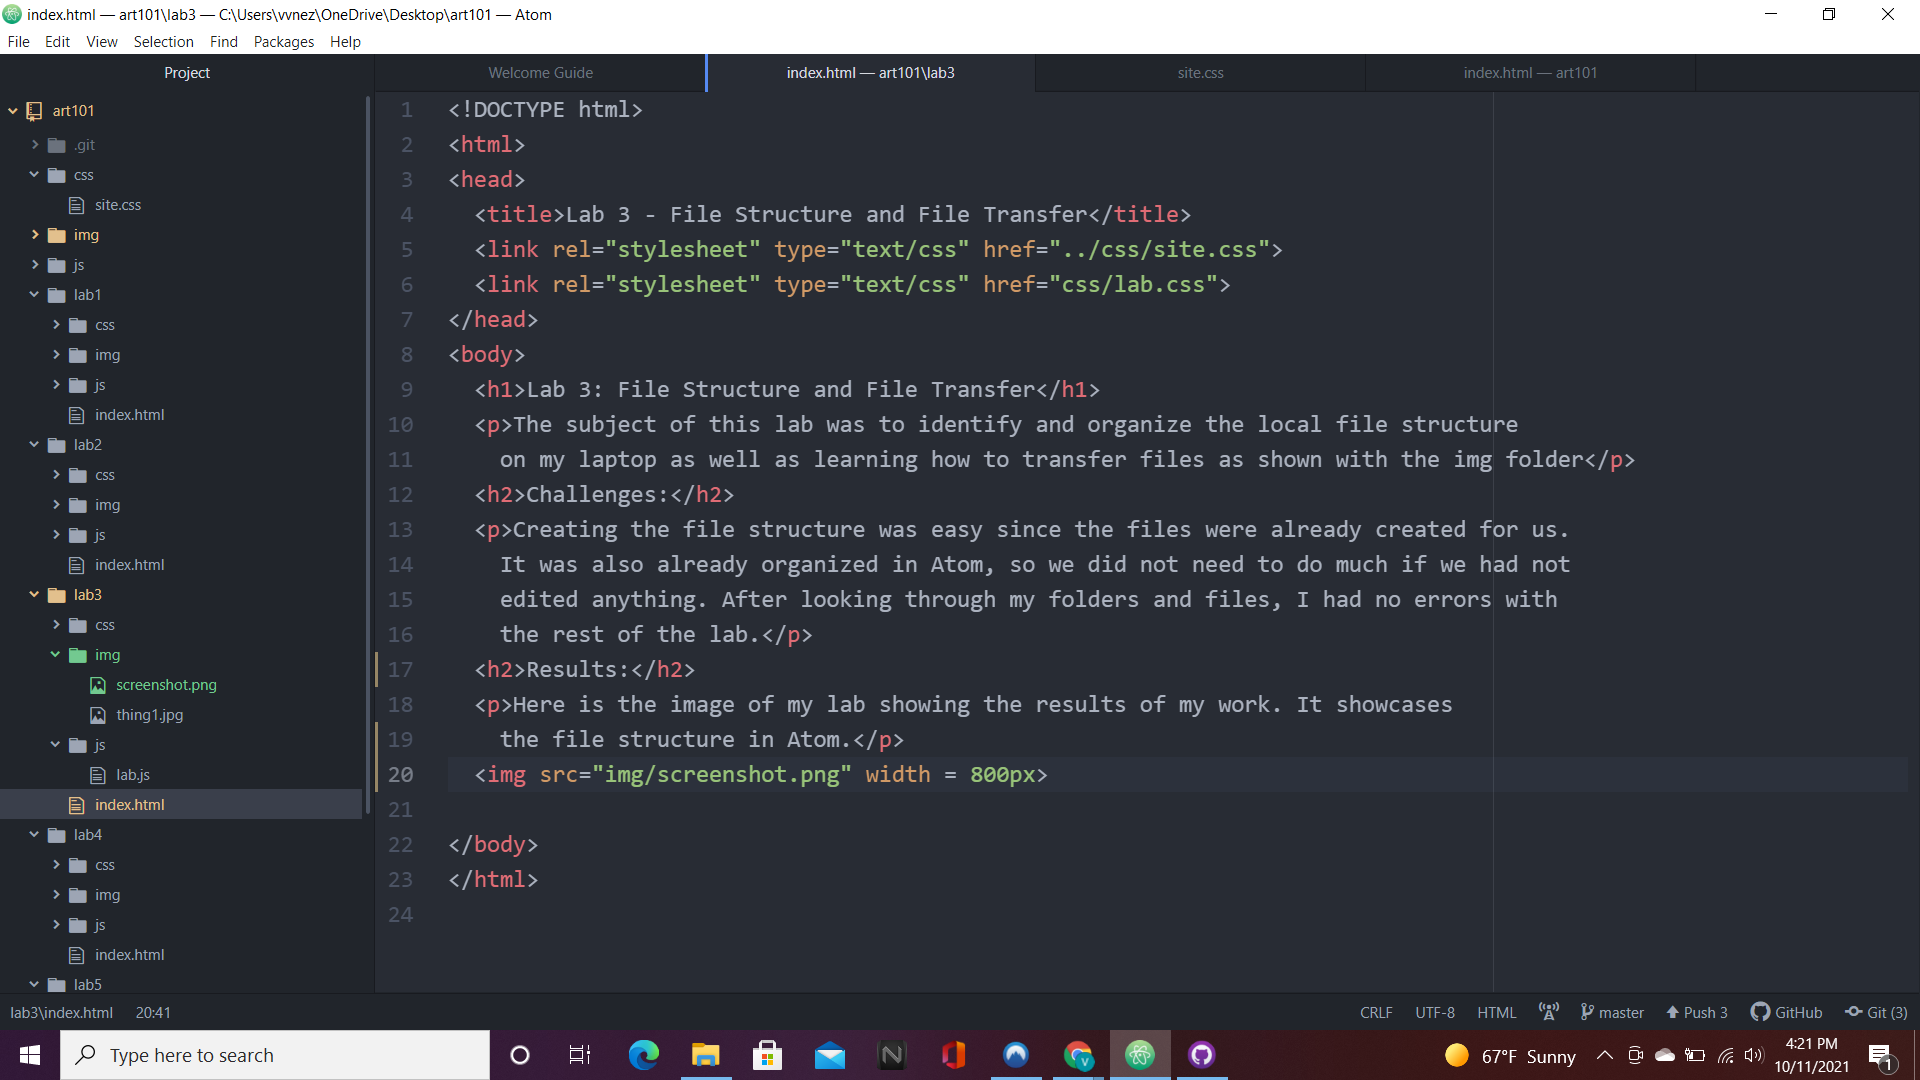 index.html — art101\lab3 — C:\Users\vvnez\OneDrive\Desktop\art101 — Atom
File Edit View Selection Find Packages Help
Project
art101
.git
css
site.css
img
js
lab1
css
img
js
index.html
lab2
css
img
js
index.html
lab3
css
img
screenshot.png
thing1.jpg
js
lab.js
index.html
lab4
css
img
js
index.html
lab5
Welcome Guide
index.html — art101\lab3
site.css
index.html — art101
1 <!DOCTYPE html>
2 <html>
3 <head>
4   <title>Lab 3 - File Structure and File Transfer</title>
5   <link rel="stylesheet" type="text/css" href="../css/site.css">
6   <link rel="stylesheet" type="text/css" href="css/lab.css">
7 </head>
8 <body>
9   <h1>Lab 3: File Structure and File Transfer</h1>
10   <p>The subject of this lab was to identify and organize the local file structure
11     on my laptop as well as learning how to transfer files as shown with the img folder</p>
12   <h2>Challenges:</h2>
13   <p>Creating the file structure was easy since the files were already created for us.
14     It was also already organized in Atom, so we did not need to do much if we had not
15     edited anything. After looking through my folders and files, I had no errors with
16     the rest of the lab.</p>
17   <h2>Results:</h2>
18   <p>Here is the image of my lab showing the results of my work. It showcases
19     the file structure in Atom.</p>
20   <img src="img/screenshot.png" width = 800px>
21
22 </body>
23 </html>
24
lab3\index.html 20:41 CRLF UTF-8 HTML master Push 3 GitHub Git (3)
Type here to search
67°F Sunny
4:21 PM
10/11/2021
1